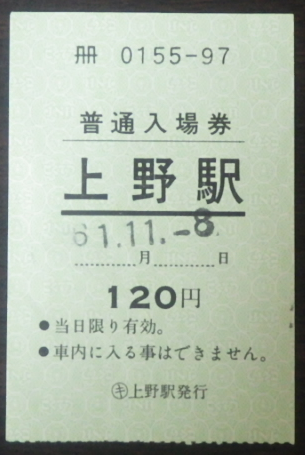 冊 0155-97
普通入場券
上野駅
61.11.-8
月 日
120円
●当日限り有効。
●車内に入る事はできません。
㋖上野駅発行